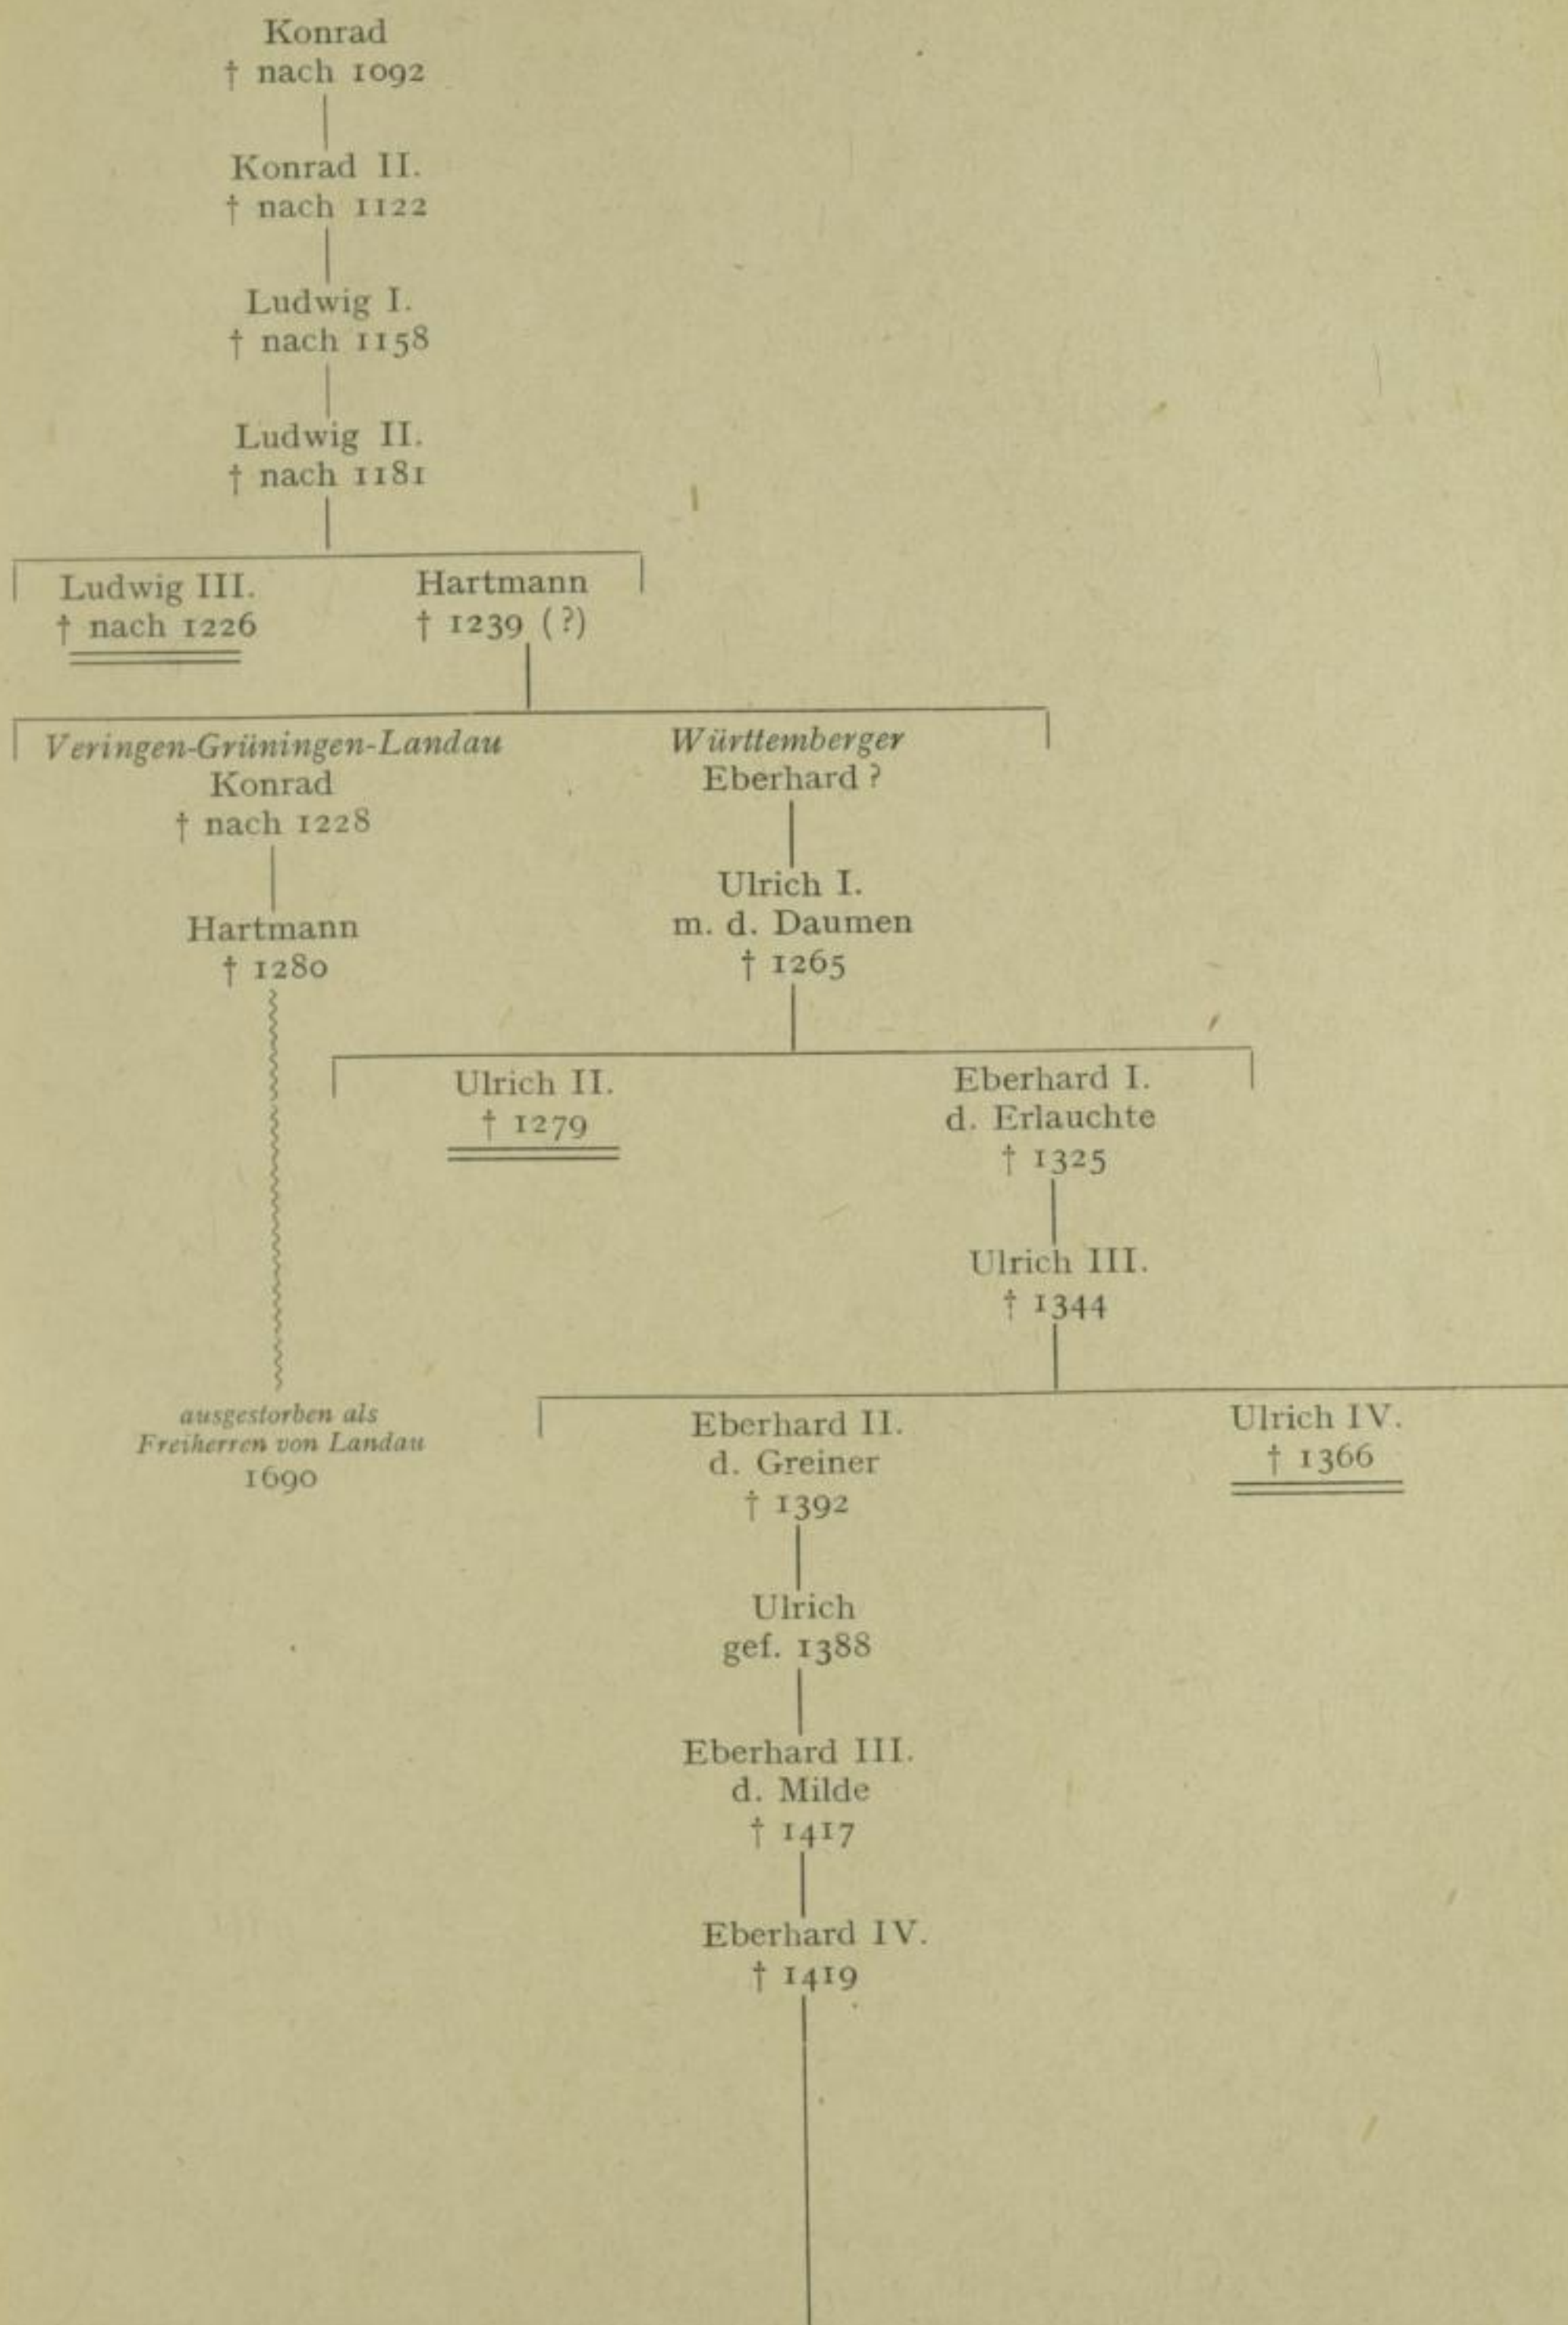 Konrad
† nach 1092
Konrad II.
† nach 1122
Ludwig I.
† nach 1158
Ludwig II.
† nach 1181
Ludwig III.
† nach 1226
Hartmann
† 1239 (?)
Veringen-Grüningen-Landau
Konrad
† nach 1228
Hartmann
† 1280
ausgestorben als
Freiherren von Landau
1690
Württemberger
Eberhard ?
Ulrich I.
m. d. Daumen
† 1265
Ulrich II.
† 1279
Eberhard I.
d. Erlauchte
† 1325
Ulrich III.
† 1344
Eberhard II.
d. Greiner
† 1392
Ulrich IV.
† 1366
Ulrich
gef. 1388
Eberhard III.
d. Milde
† 1417
Eberhard IV.
† 1419